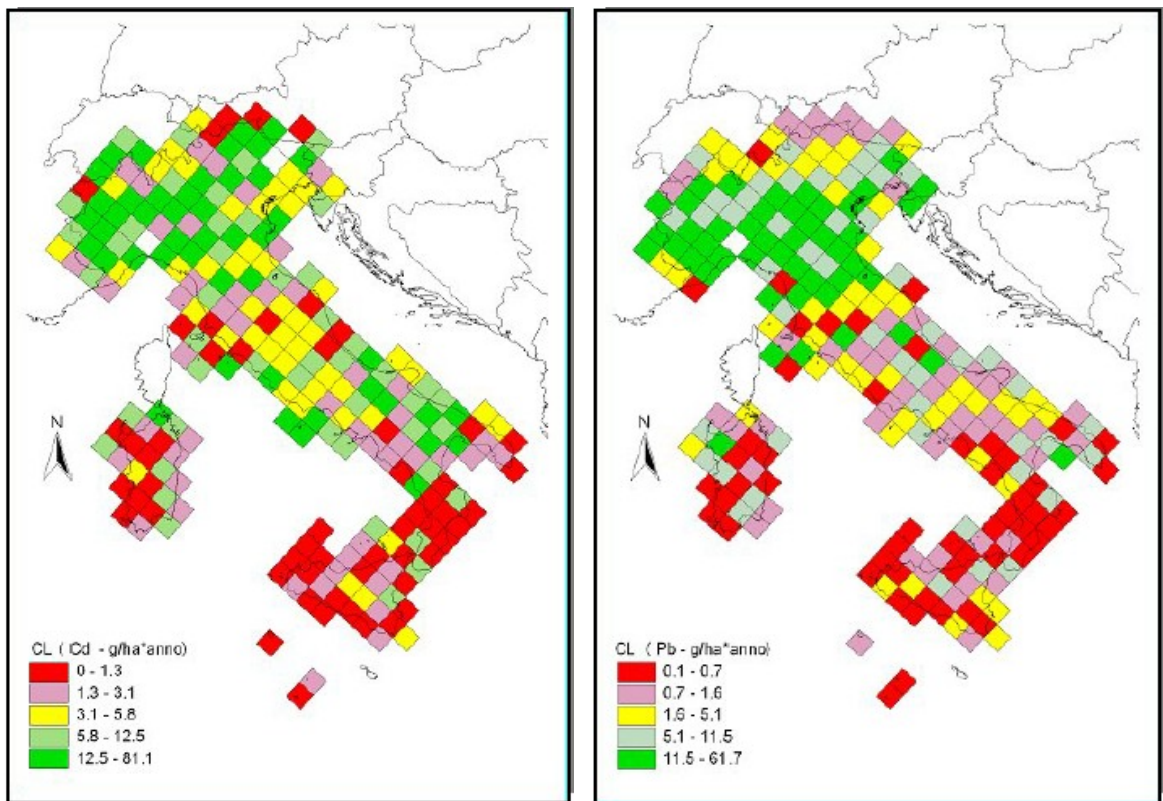 N
CL ( Cd - g/ha*anno)
0 - 1.3
1.3 - 3.1
3.1 - 5.8
5.8 - 12.5
12.5 - 81.1
N
CL ( Pb - g/ha*anno)
0.1 - 0.7
0.7 - 1.6
1.6 - 5.1
5.1 - 11.5
11.5 - 61.7